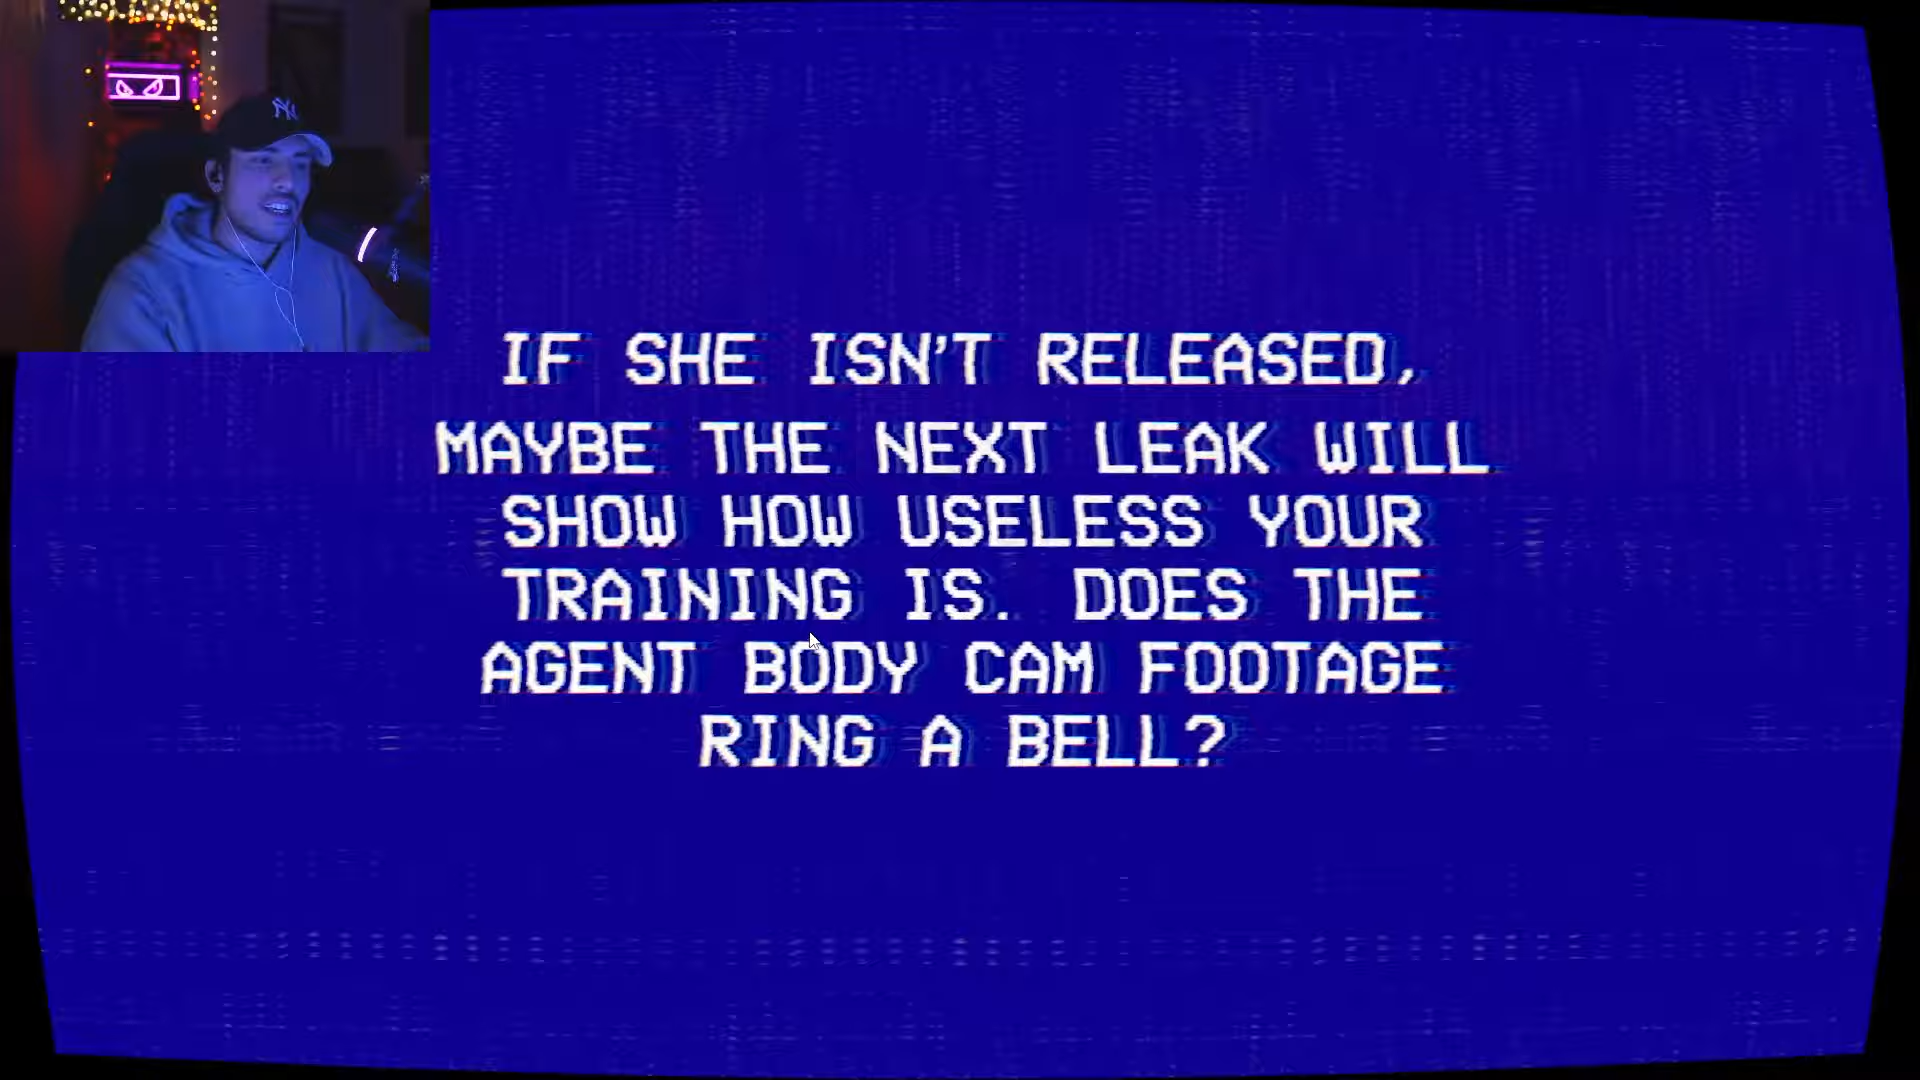 NY
IF SHE ISN'T RELEASED,
MAYBE THE NEXT LEAK WILL
SHOW HOW USELESS YOUR
TRAINING IS. DOES THE
AGENT BODY CAM FOOTAGE
RING A BELL?